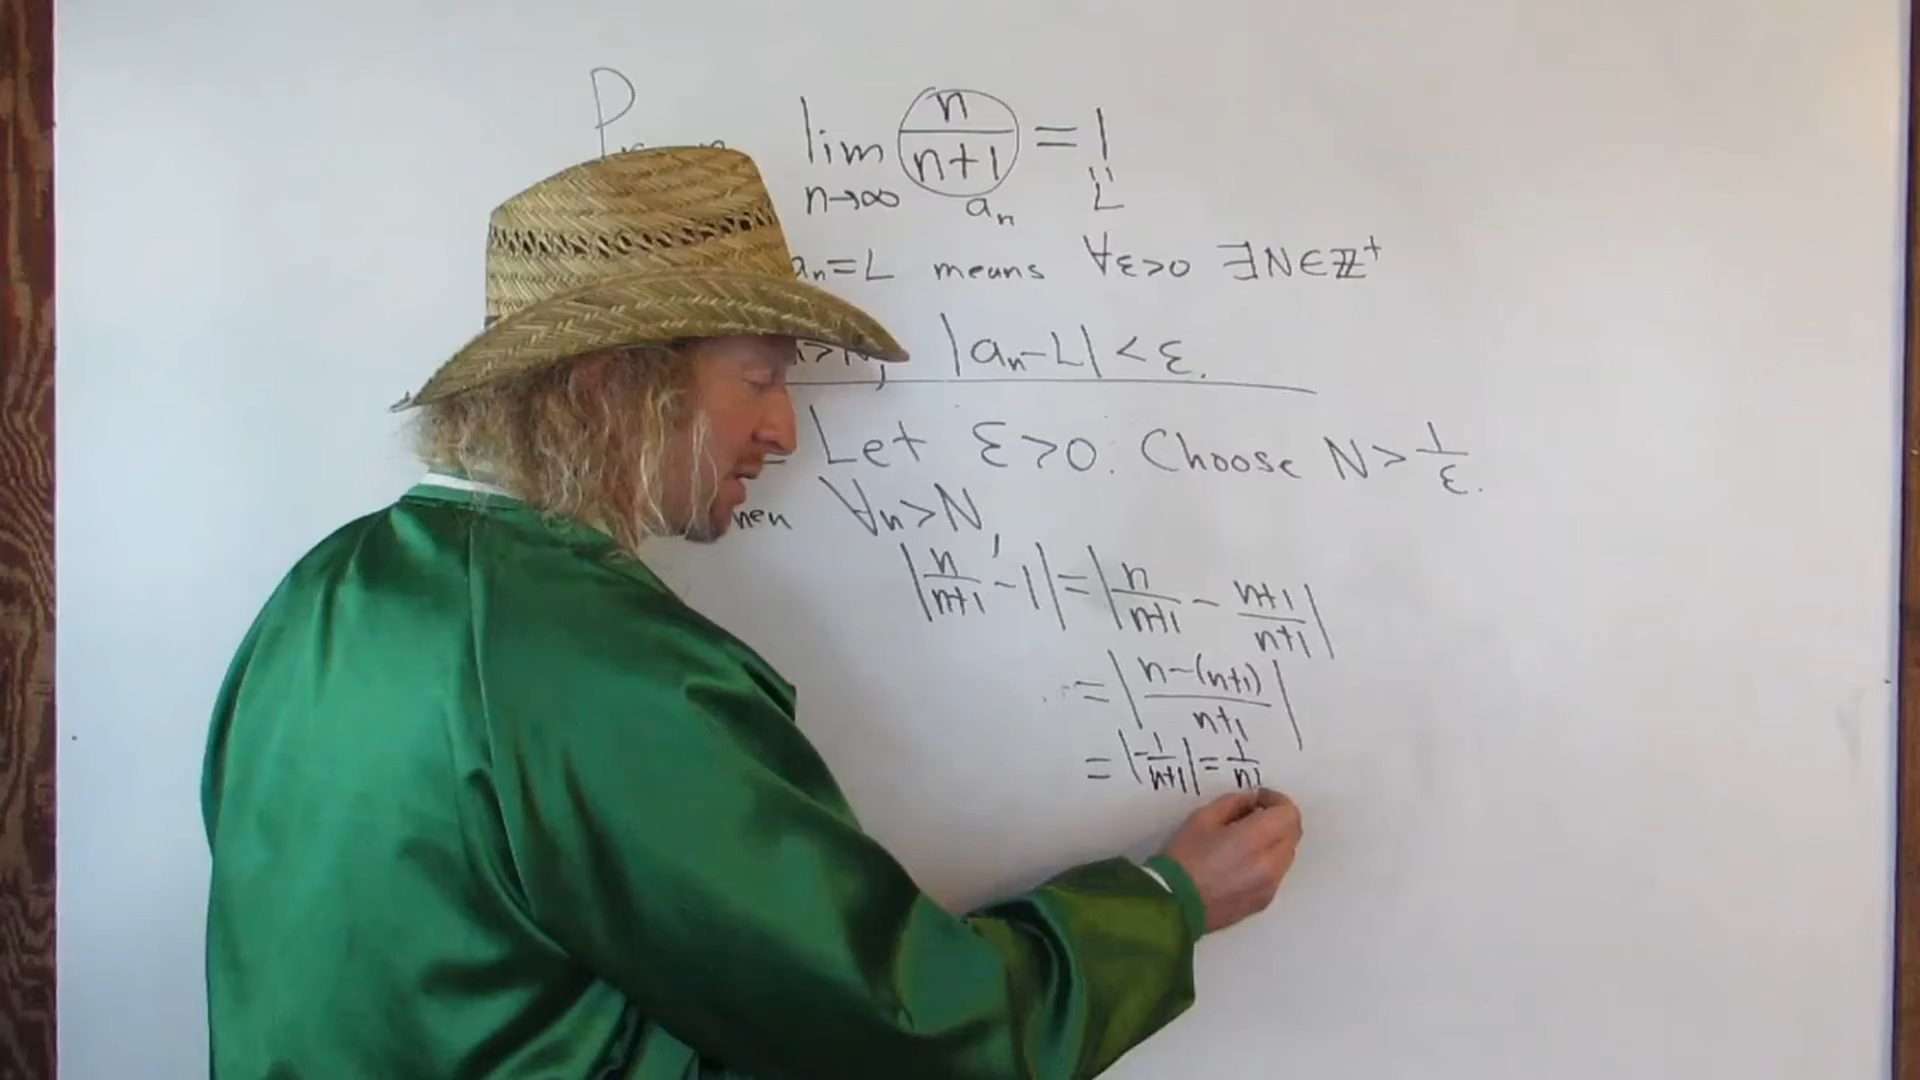 lim n/(n+1) = 1
n→∞ aₙ " L
aₙ=L means ∀ε>0 ∃N∈ℤ⁺
>N, |aₙ-L|<ε.
Let ε>0. Choose N>1/ε.
∀n>N,
|n/(n+1) - 1| = |n/(n+1) - (n+1)/(n+1)|
= |(n-(n+1))/(n+1)|
= |-1/(n+1)| = 1/n